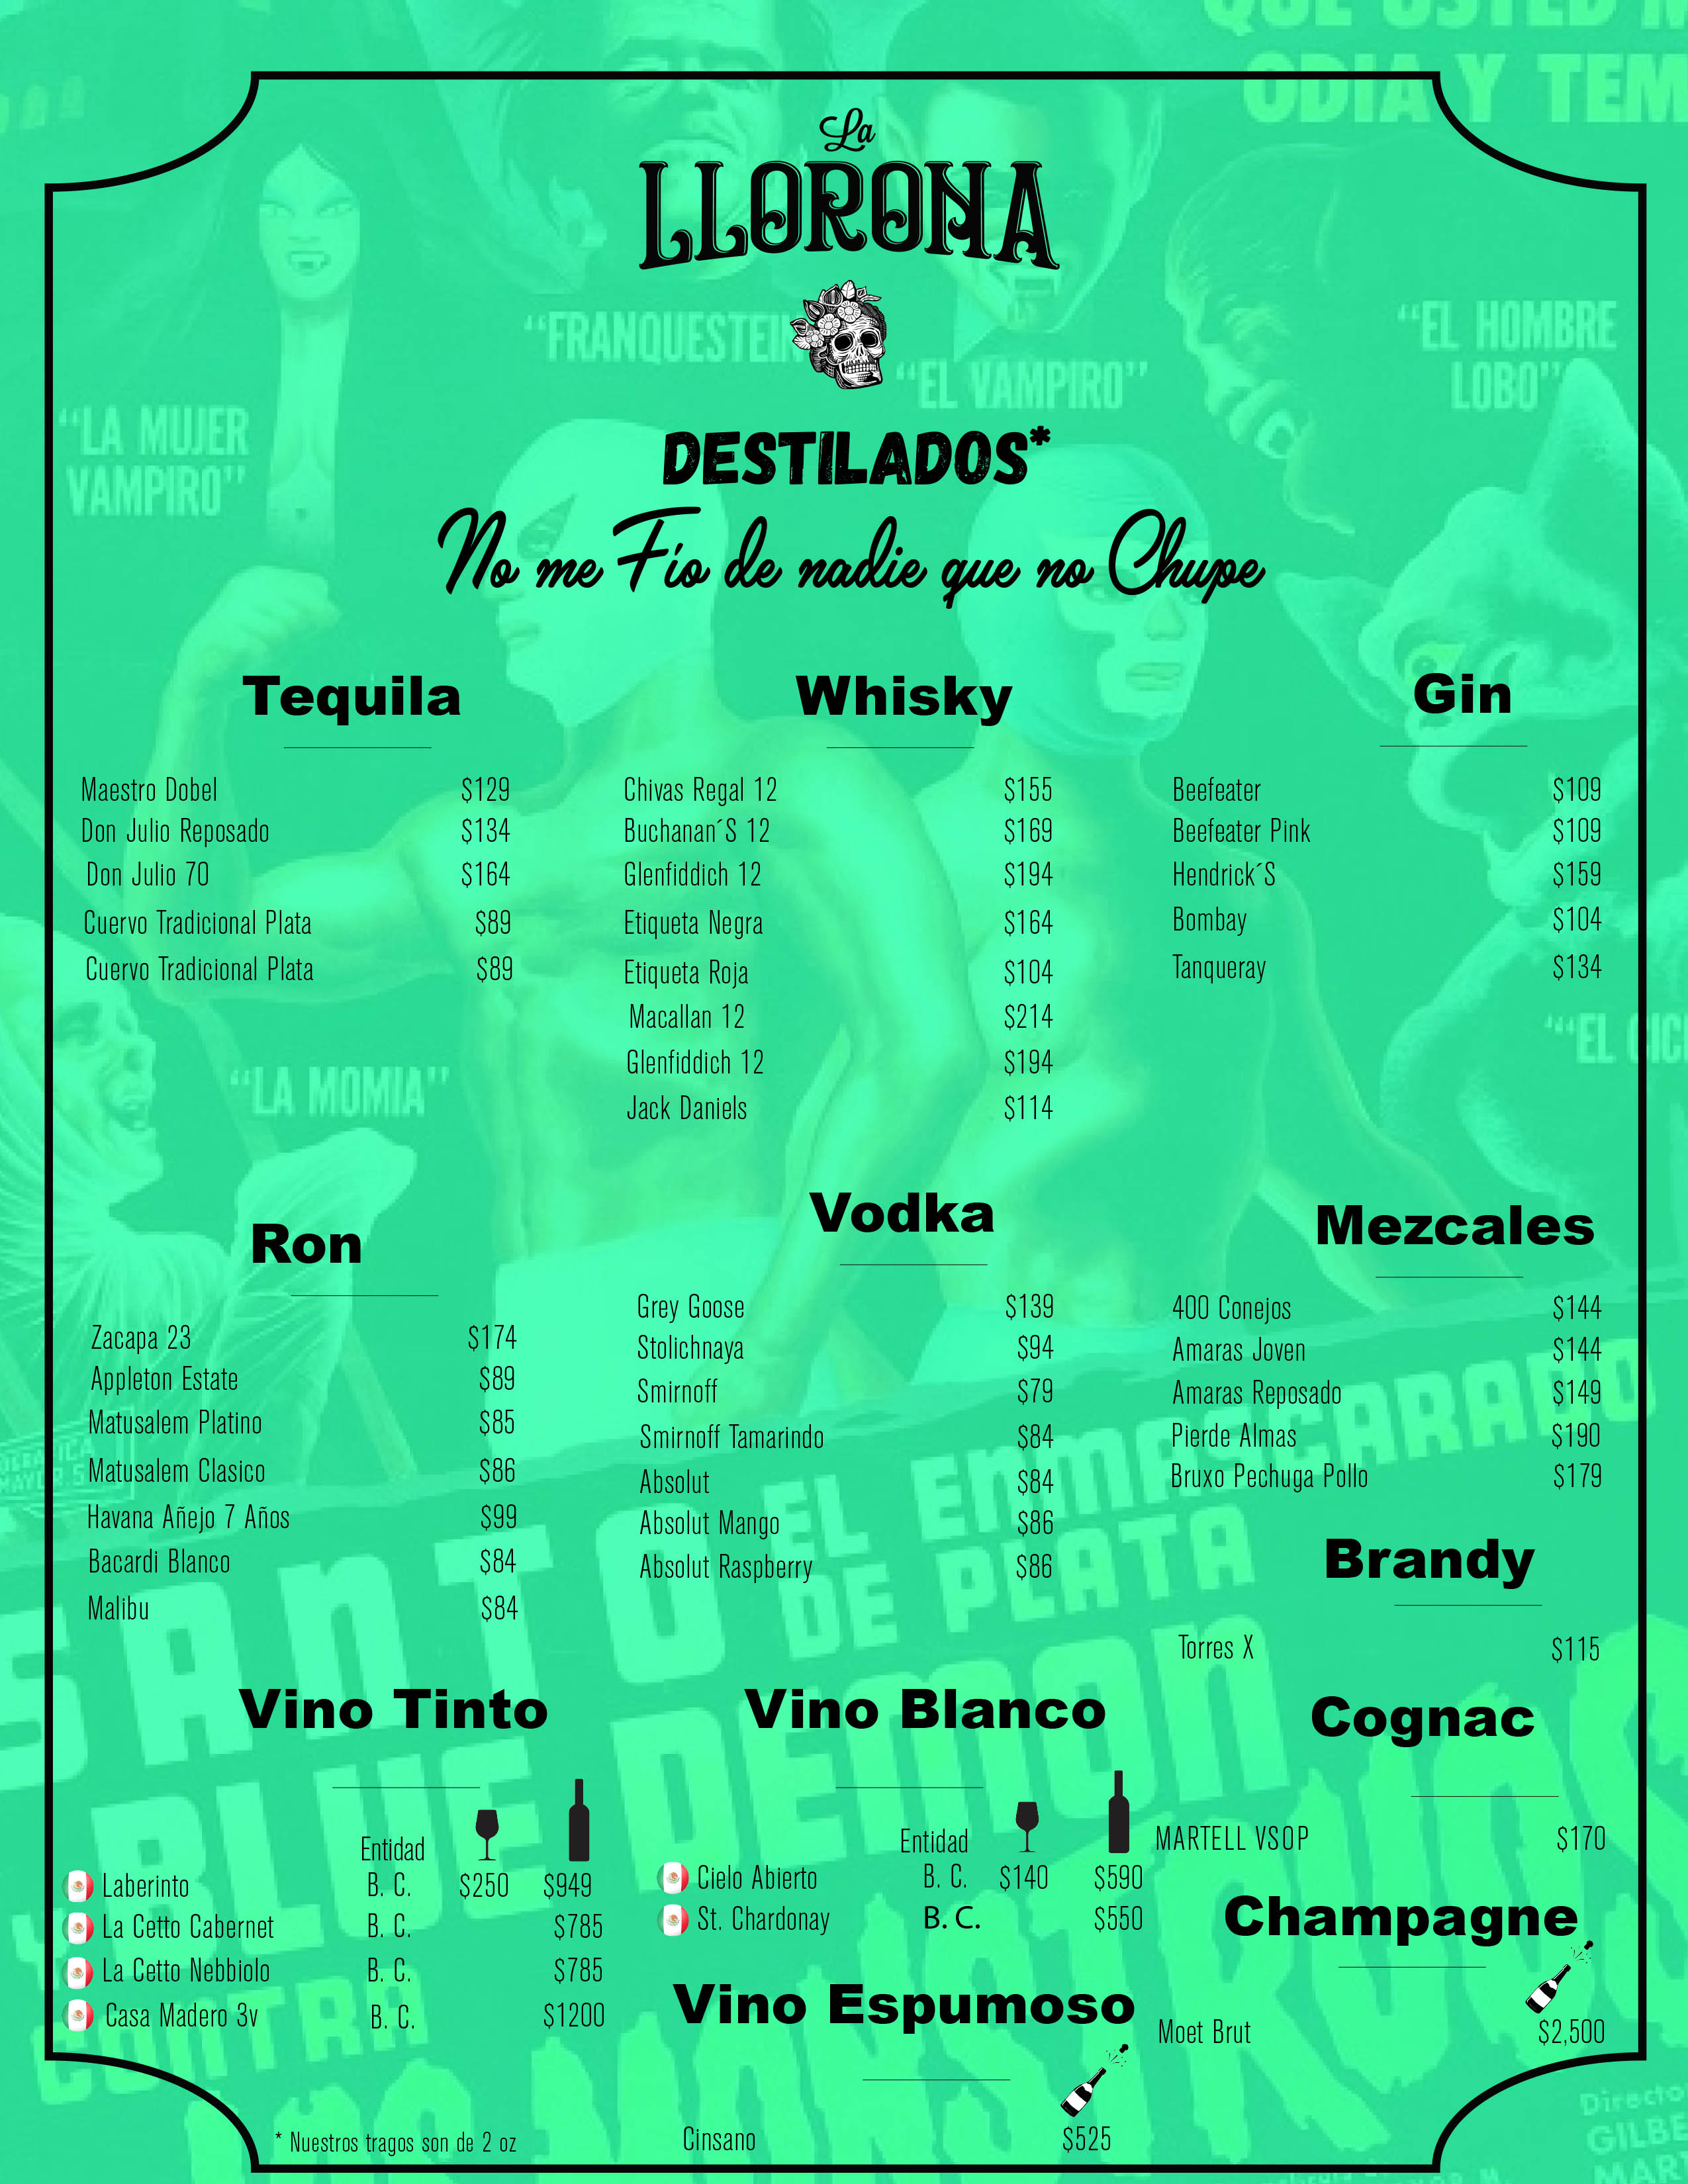 QUE USTED M
ODIA Y TEM
La
LLORONA
"FRANQUESTEIN
"EL VAMPIRO"
"EL HOMBRE
LOBO"
"LA MUJER
VAMPIRO"
DESTILADOS*
No me Fío de nadie que no Chupe
Tequila
Maestro Dobel $129
Don Julio Reposado $134
Don Julio 70 $164
Cuervo Tradicional Plata $89
Cuervo Tradicional Plata $89
Whisky
Chivas Regal 12 $155
Buchanan´S 12 $169
Glenfiddich 12 $194
Etiqueta Negra $164
Etiqueta Roja $104
Macallan 12 $214
Glenfiddich 12 $194
Jack Daniels $114
Gin
Beefeater $109
Beefeater Pink $109
Hendrick´S $159
Bombay $104
Tanqueray $134
"EL CICL
"LA MOMIA"
Ron
Zacapa 23 $174
Appleton Estate $89
Matusalem Platino $85
Matusalem Clasico $86
Havana Añejo 7 Años $99
Bacardi Blanco $84
Malibu $84
Vodka
Grey Goose $139
Stolichnaya $94
Smirnoff $79
Smirnoff Tamarindo $84
Absolut $84
Absolut Mango $86
Absolut Raspberry $86
Mezcales
400 Conejos $144
Amaras Joven $144
Amaras Reposado $149
Pierde Almas $190
Bruxo Pechuga Pollo $179
Brandy
Torres X $115
SANTO EL ENMASCARADO
DE PLATA
Y BLUE DEMON
CONTRA
LOS MONSTRUOS
Vino Tinto
Entidad
Laberinto B. C. $250 $949
La Cetto Cabernet B. C. $785
La Cetto Nebbiolo B. C. $785
Casa Madero 3v B. C. $1200
Vino Blanco
Entidad
Cielo Abierto B. C. $140 $590
St. Chardonay B. C. $550
Cognac
MARTELL VSOP $170
Champagne
Moet Brut $2,500
Vino Espumoso
Cinsano $525
* Nuestros tragos son de 2 oz
Directo
GILBE
MAR